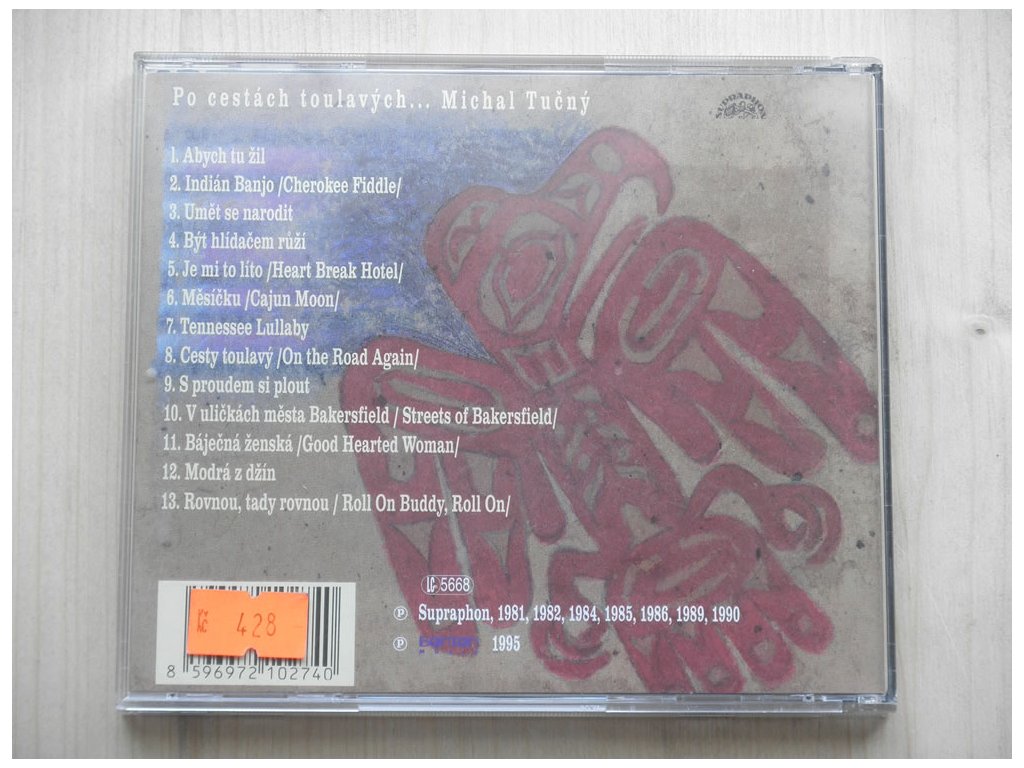 Po cestách toulavých... Michal Tučný
SUPRAPHON
1. Abych tu žil
2. Indián Banjo /Cherokee Fiddle/
3. Umět se narodit
4. Být hlídačem růží
5. Je mi to líto /Heart Break Hotel/
6. Měsíčku /Cajun Moon/
7. Tennessee Lullaby
8. Cesty toulavý /On the Road Again/
9. S proudem si plout
10. V uličkách města Bakersfield / Streets of Bakersfield/
11. Báječná ženská /Good Hearted Woman/
12. Modrá z džín
13. Rovnou, tady rovnou / Roll On Buddy, Roll On/
LC 5668
Ⓟ Supraphon, 1981, 1982, 1984, 1985, 1986, 1989, 1990
Ⓟ 1995
428
8 596972 102740